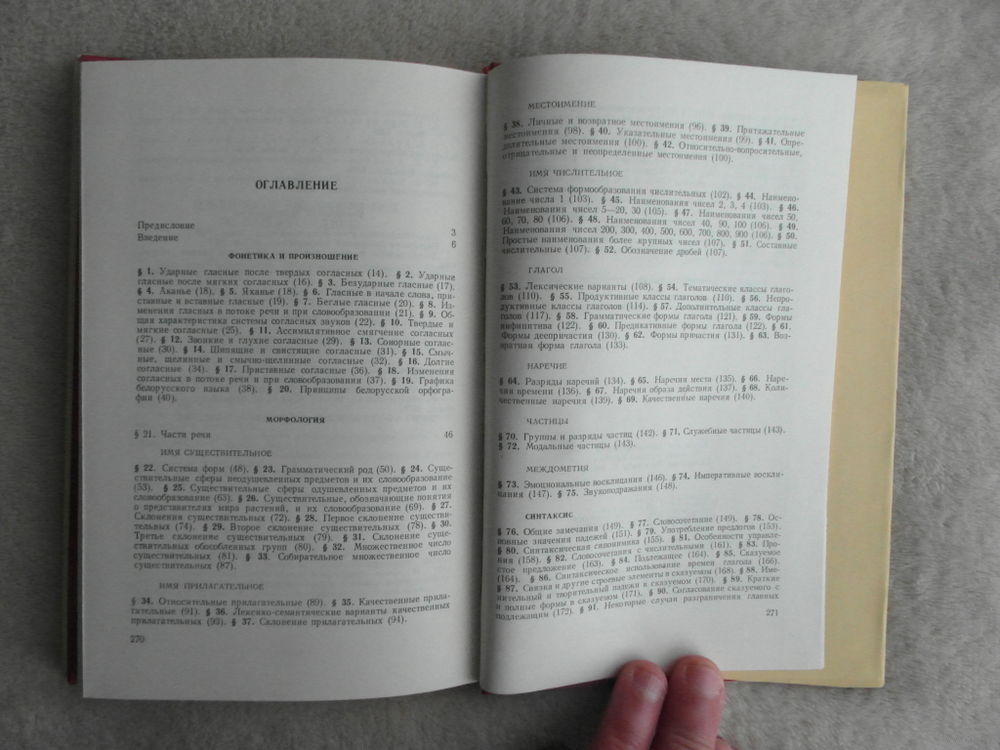 ОГЛАВЛЕНИЕ
Предисловие 3
Введение 6
ФОНЕТИКА И ПРОИЗНОШЕНИЕ
§ 1. Ударные гласные после твердых согласных (14). § 2. Ударные
гласные после мягких согласных (16). § 3. Безударные гласные (17).
§ 4. Аканье (18). § 5. Яканье (18). § 6. Гласные в начале слова, при-
ставные и вставные гласные (19). § 7. Беглые гласные (20). § 8. Из-
менения гласных в потоке речи и при словообразовании (21). § 9. Об-
щая характеристика системы согласных звуков (22). § 10. Твердые и
мягкие согласные (25). § 11. Ассимилятивное смягчение согласных
(27). § 12. Звонкие и глухие согласные (29). § 13. Сонорные соглас-
ные (30). § 14. Шипящие и свистящие согласные (31). § 15. Смыч-
ные, щелинные и смычно-щелинные согласные (32). § 16. Долгие
согласные (34). § 17. Приставные согласные (36). § 18. Изменения
согласных в потоке речи и при словообразовании (37). § 19. Графика
белорусского языка (38). § 20. Принципы белорусской орфогра-
фии (40).
МОРФОЛОГИЯ
§ 21. Части речи 46
ИМЯ СУЩЕСТВИТЕЛЬНОЕ
§ 22. Система форм (48). § 23. Грамматический род (50). § 24. Суще-
ствительные сферы неодушевленных предметов и их словообразование
(53). § 25. Существительные сферы одушевленных предметов и их
словообразование (63). § 26. Существительные, обозначающие понятия
о представителях мира растений, и их словообразование (69). § 27.
Склонения существительных (72). § 28. Первое склонение существи-
тельных (74). § 29. Второе склонение существительных (78). § 30.
Третье склонение существительных (79). § 31. Склонение суще-
ствительных обособленных групп (80). § 32. Множественное число
существительных (81). § 33. Собирательное множественное число
существительных (87).
ИМЯ ПРИЛАГАТЕЛЬНОЕ
§ 34. Относительные прилагательные (89). § 35. Качественные прила-
гательные (91). § 36. Лексико-семантические варианты качественных
прилагательных (93). § 37. Склонение прилагательных (94).
270
МЕСТОИМЕНИЕ
§ 38. Личные и возвратное местоимения (96). § 39. Притяжательные
местоимения (98). § 40. Указательные местоимения (99). § 41. Опре-
делительные местоимения (100). § 42. Относительно-вопросительные,
отрицательные и неопределенные местоимения (100).
ИМЯ ЧИСЛИТЕЛЬНОЕ
§ 43. Система формообразования числительных (102). § 44. Наимено-
вание числа 1 (103). § 45. Наименования чисел 2, 3, 4 (103). § 46.
Наименования чисел 5—20, 30 (105). § 47. Наименования чисел 50,
60, 70, 80 (106). § 48. Наименования чисел 40, 90, 100 (106). § 49.
Наименования чисел 200, 300, 400, 500, 600, 700, 800, 900 (106). § 50.
Простые наименования более крупных чисел (107). § 51. Составные
числительные (107). § 52. Обозначение дробей (107).
ГЛАГОЛ
§ 53. Лексические варианты (108). § 54. Тематические классы глаго-
лов (110). § 55. Продуктивные классы глаголов (110). § 56. Непро-
дуктивные классы глаголов (114). § 57. Дополнительные классы гла-
голов (117). § 58. Грамматические формы глагола (121). § 59. Формы
инфинитива (122). § 60. Предикативные формы глагола (122). § 61.
Формы деепричастия (130). § 62. Формы причастия (131). § 63. Воз-
вратная форма глагола (133).
НАРЕЧИЕ
§ 64. Разряды наречий (134). § 65. Наречия места (135). § 66. Наре-
чия времени (136). § 67. Наречия образа действия (137). § 68. Коли-
чественные наречия (139). § 69. Качественные наречия (140).
ЧАСТИЦЫ
§ 70. Группы и разряды частиц (142). § 71. Служебные частицы (143).
§ 72. Модальные частицы (143).
МЕЖДОМЕТИЯ
§ 73. Эмоциональные восклицания (146). § 74. Императивные воскли-
цания (147). § 75. Звукоподражания (148).
СИНТАКСИС
§ 76. Общие замечания (149). § 77. Словосочетание (149). § 78. Ос-
новные значения падежей (151). § 79. Употребление предлогов (153).
§ 80. Синтаксическая синонимика (155). § 81. Особенности управле-
ния (158). § 82. Словосочетания с числительными (161). § 83. Про-
стое предложение (163). § 84. Подлежащее (164). § 85. Сказуемое
(164). § 86. Синтаксическое использование времен глагола (166).
§ 87. Связка и другие строевые элементы в сказуемом (168). § 88. Име-
нительный и творительный падежи в сказуемом (170). § 89. Краткие
и полные формы в сказуемом (171). § 90. Согласование сказуемого с
подлежащим (172). § 91. Некоторые случаи разграничения главных
271